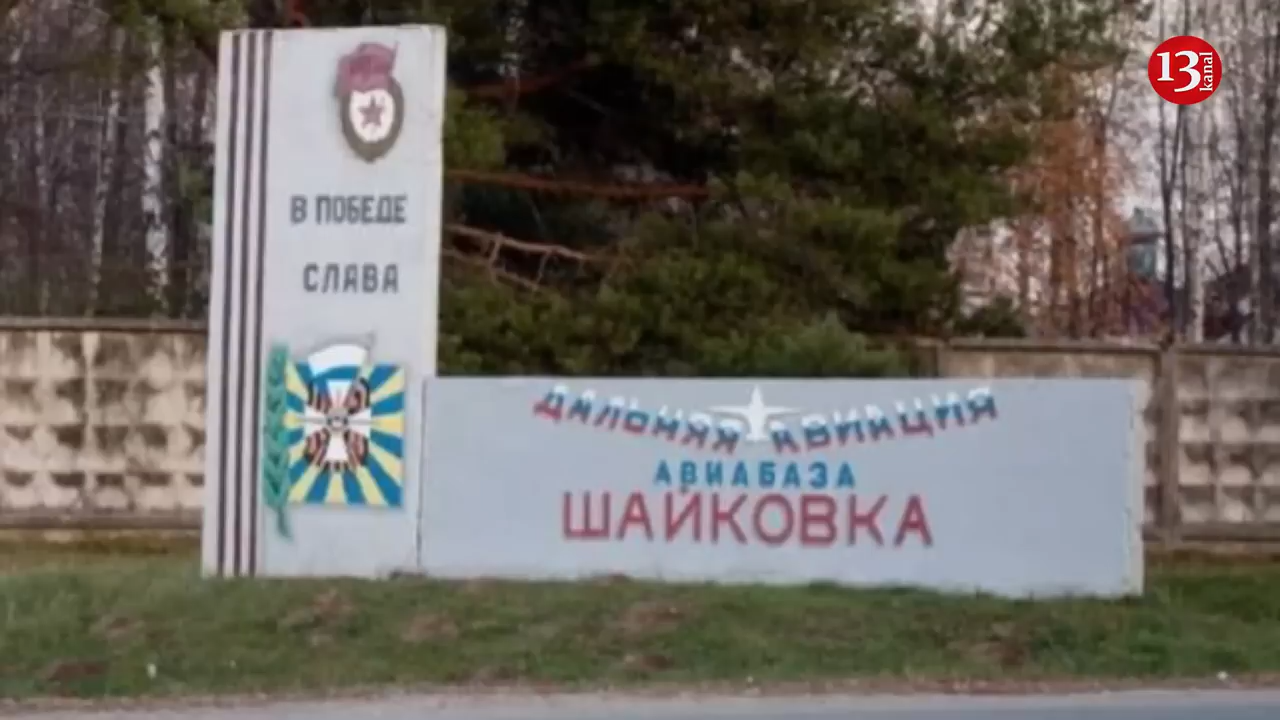 В ПОБЕДЕ
СЛАВА
ДАЛЬНЯЯ АВИАЦИЯ
АВИАБАЗА
ШАЙКОВКА
13 kanal